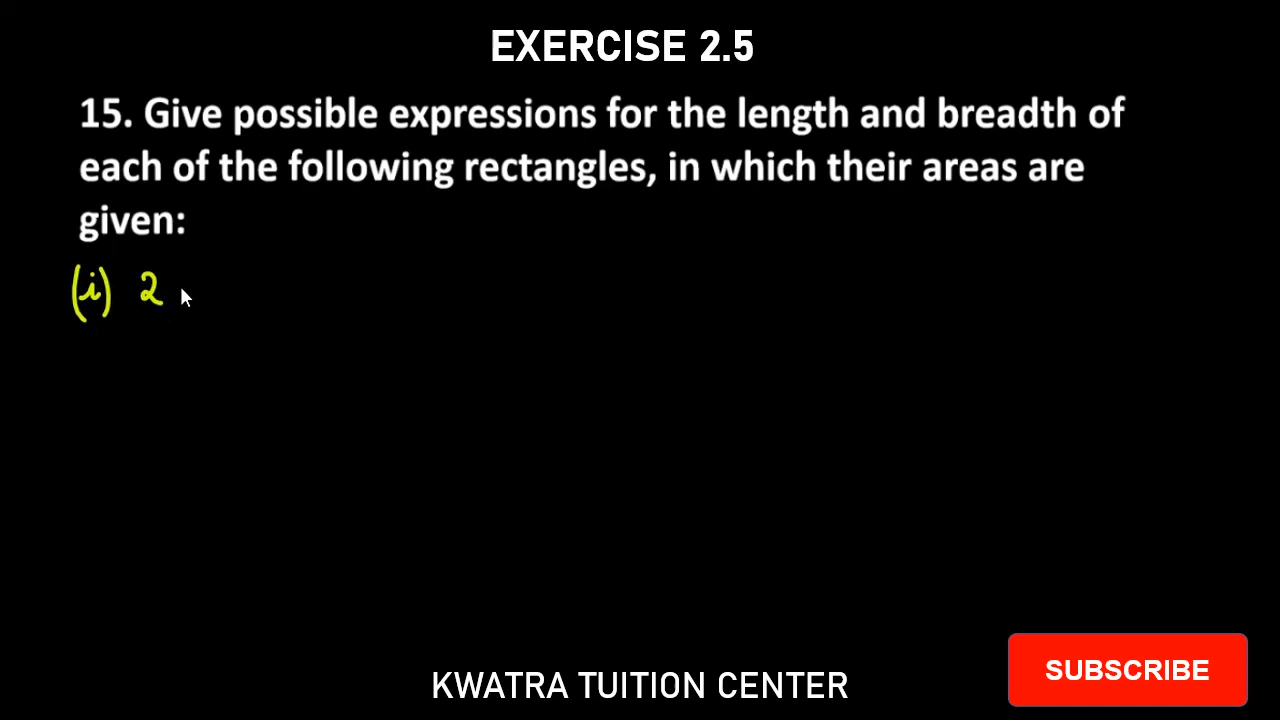 EXERCISE 2.5
15. Give possible expressions for the length and breadth of
each of the following rectangles, in which their areas are
given:
(i) 2
KWATRA TUITION CENTER
SUBSCRIBE